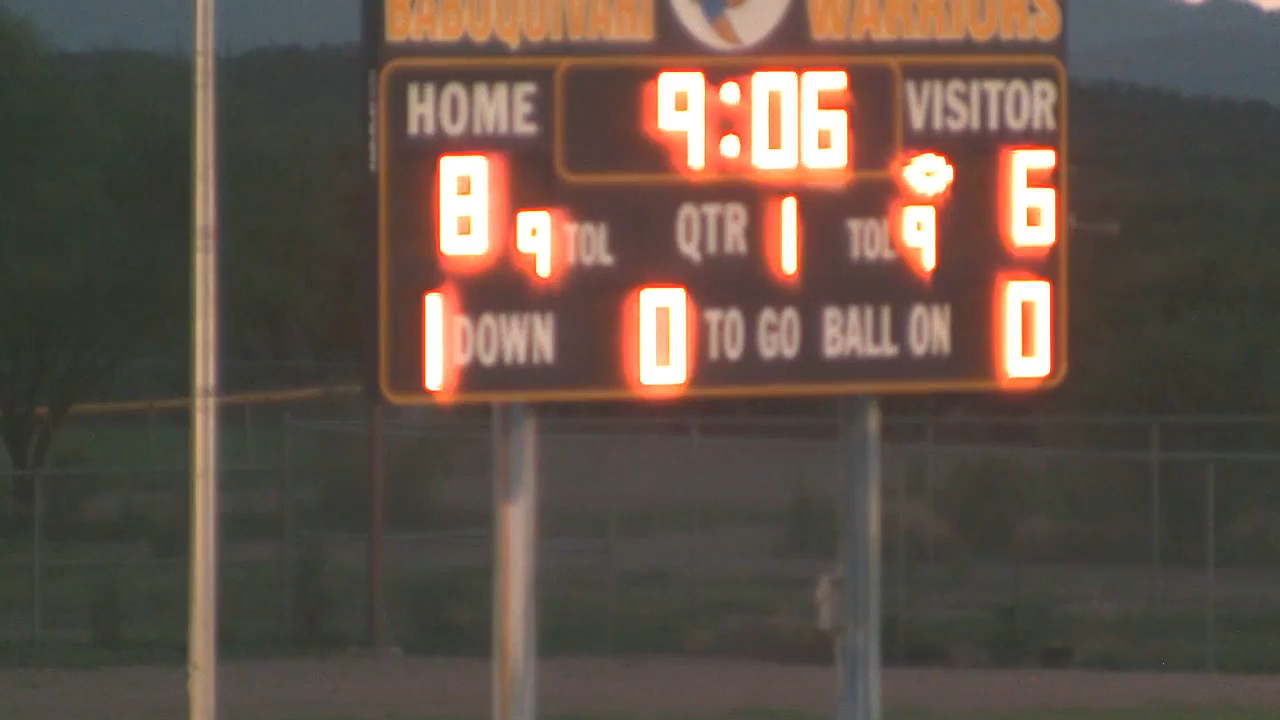 BABOQUIVARI WARRIORS
HOME 9:06 VISITOR
8 9 TOL QTR 1 TOL 9 6
1 DOWN 0 TO GO BALL ON 0